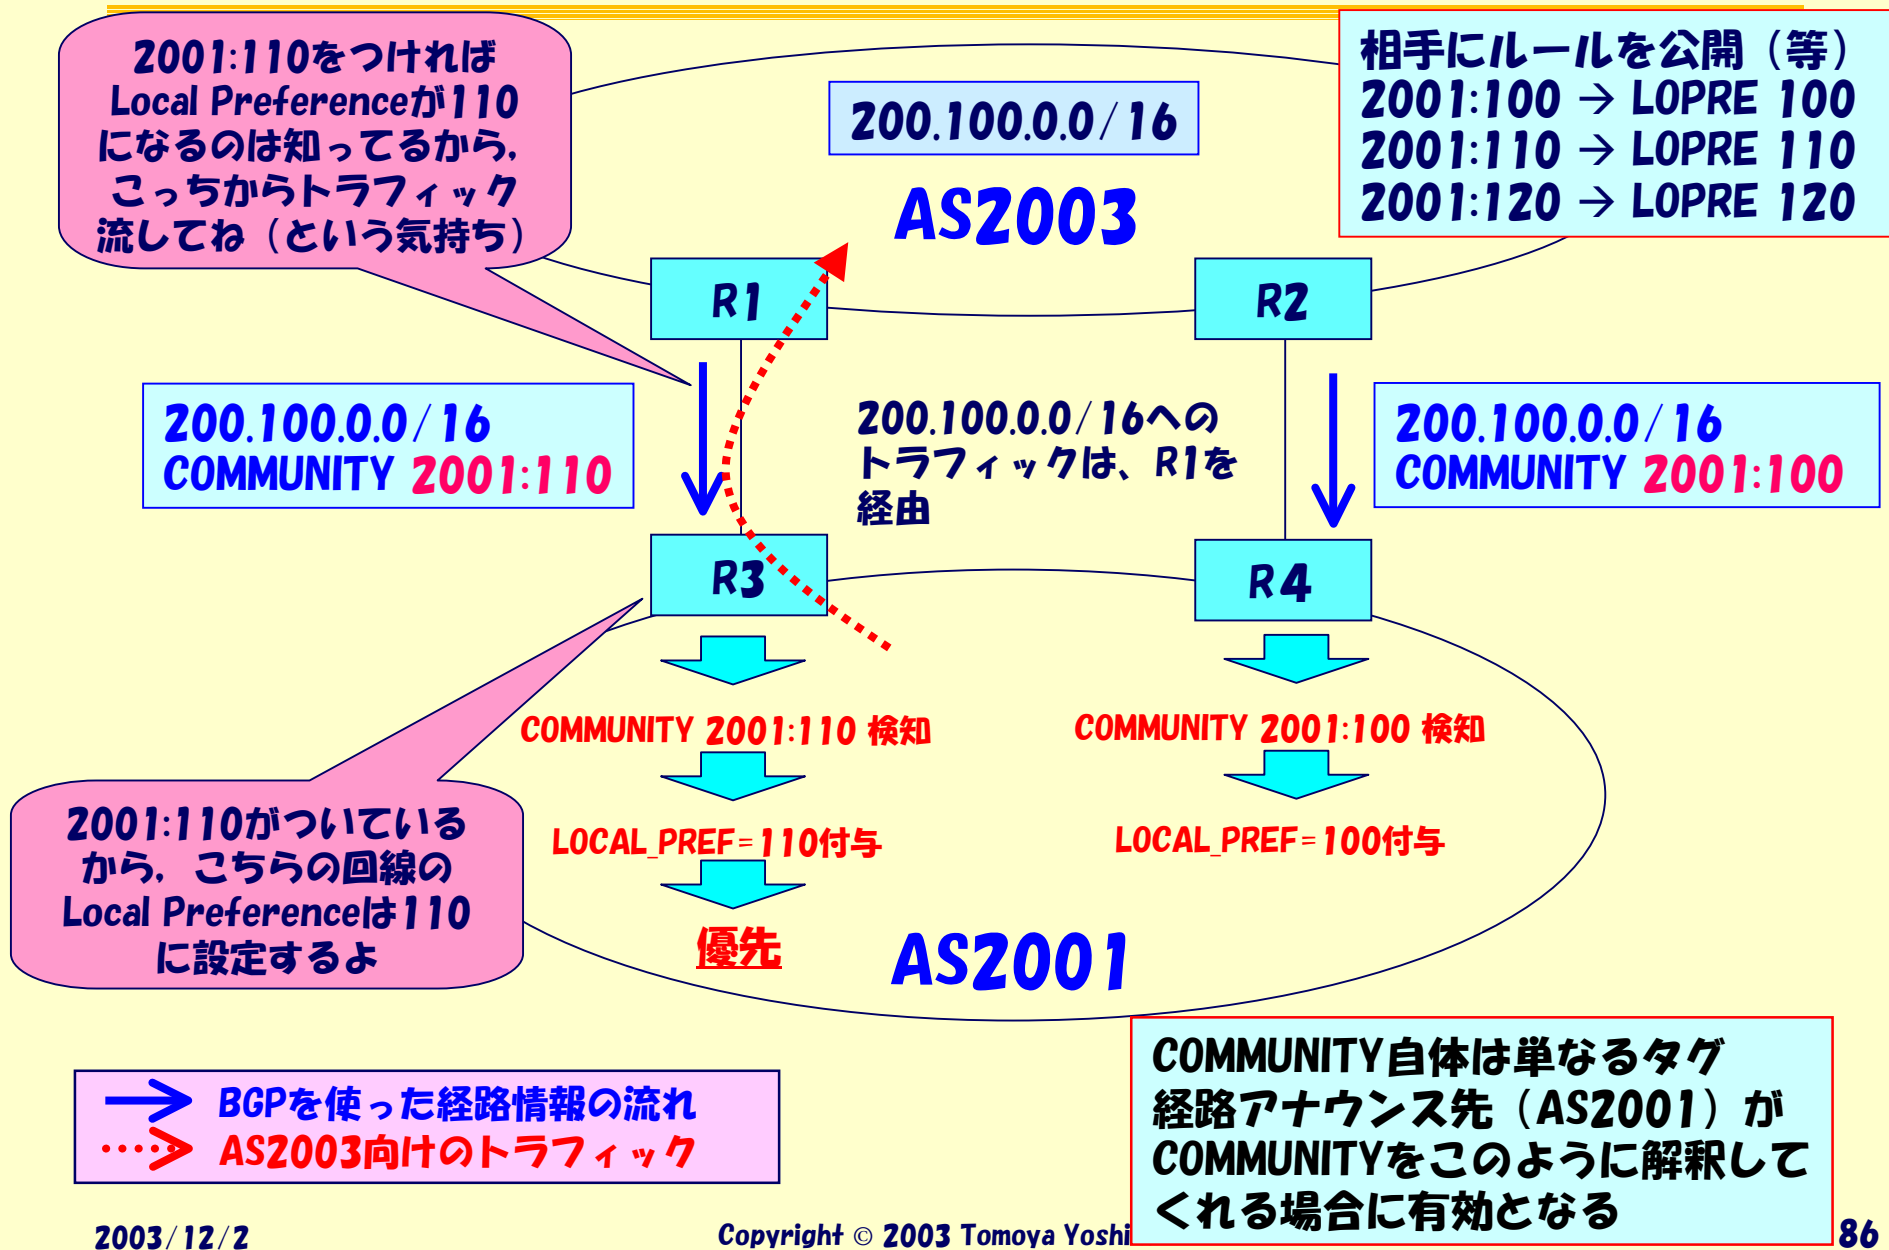 2001:110をつければ
Local Preferenceが110
になるのは知ってるから,
こっちからトラフィック
流してね（という気持ち）
200.100.0.0/16
相手にルールを公開（等）
2001:100 → LOPRE 100
2001:110 → LOPRE 110
2001:120 → LOPRE 120
AS2003
R1
R2
200.100.0.0/16
COMMUNITY 2001:110
200.100.0.0/16への
トラフィックは、R1を
経由
200.100.0.0/16
COMMUNITY 2001:100
R3
R4
COMMUNITY 2001:110 検知
COMMUNITY 2001:100 検知
LOCAL_PREF=110付与
LOCAL_PREF=100付与
優先
2001:110がついている
から, こちらの回線の
Local Preferenceは110
に設定するよ
AS2001
BGPを使った経路情報の流れ
AS2003向けのトラフィック
COMMUNITY自体は単なるタグ
経路アナウンス先（AS2001）が
COMMUNITYをこのように解釈して
くれる場合に有効となる
2003/12/2
Copyright © 2003 Tomoya Yoshi
86